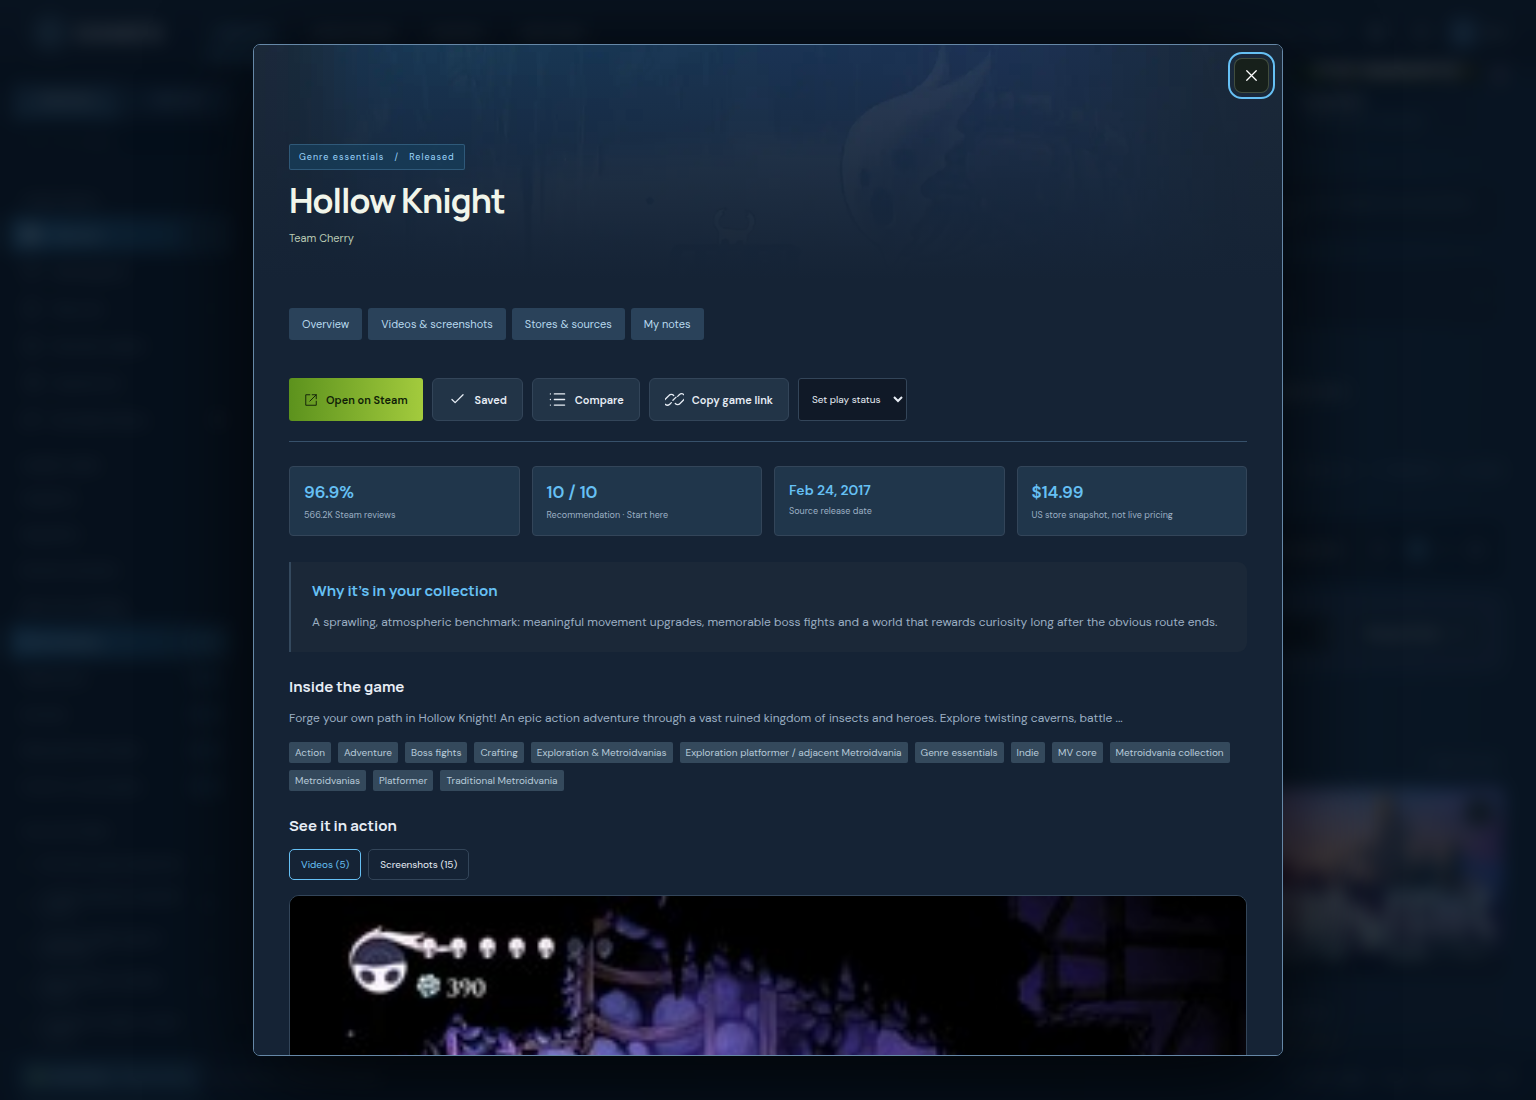 Genre essentials / Released
Hollow Knight
Team Cherry
Overview
Videos & screenshots
Stores & sources
My notes
Open on Steam
Saved
Compare
Copy game link
Set play status
96.9%
566.2K Steam reviews
10 / 10
Recommendation · Start here
Feb 24, 2017
Source release date
$14.99
US store snapshot, not live pricing
Why it's in your collection
A sprawling, atmospheric benchmark: meaningful movement upgrades, memorable boss fights and a world that rewards curiosity long after the obvious route ends.
Inside the game
Forge your own path in Hollow Knight! An epic action adventure through a vast ruined kingdom of insects and heroes. Explore twisting caverns, battle ...
Action
Adventure
Boss fights
Crafting
Exploration & Metroidvanias
Exploration platformer / adjacent Metroidvania
Genre essentials
Indie
MV core
Metroidvania collection
Metroidvanias
Platformer
Traditional Metroidvania
See it in action
Videos (5)
Screenshots (15)
390